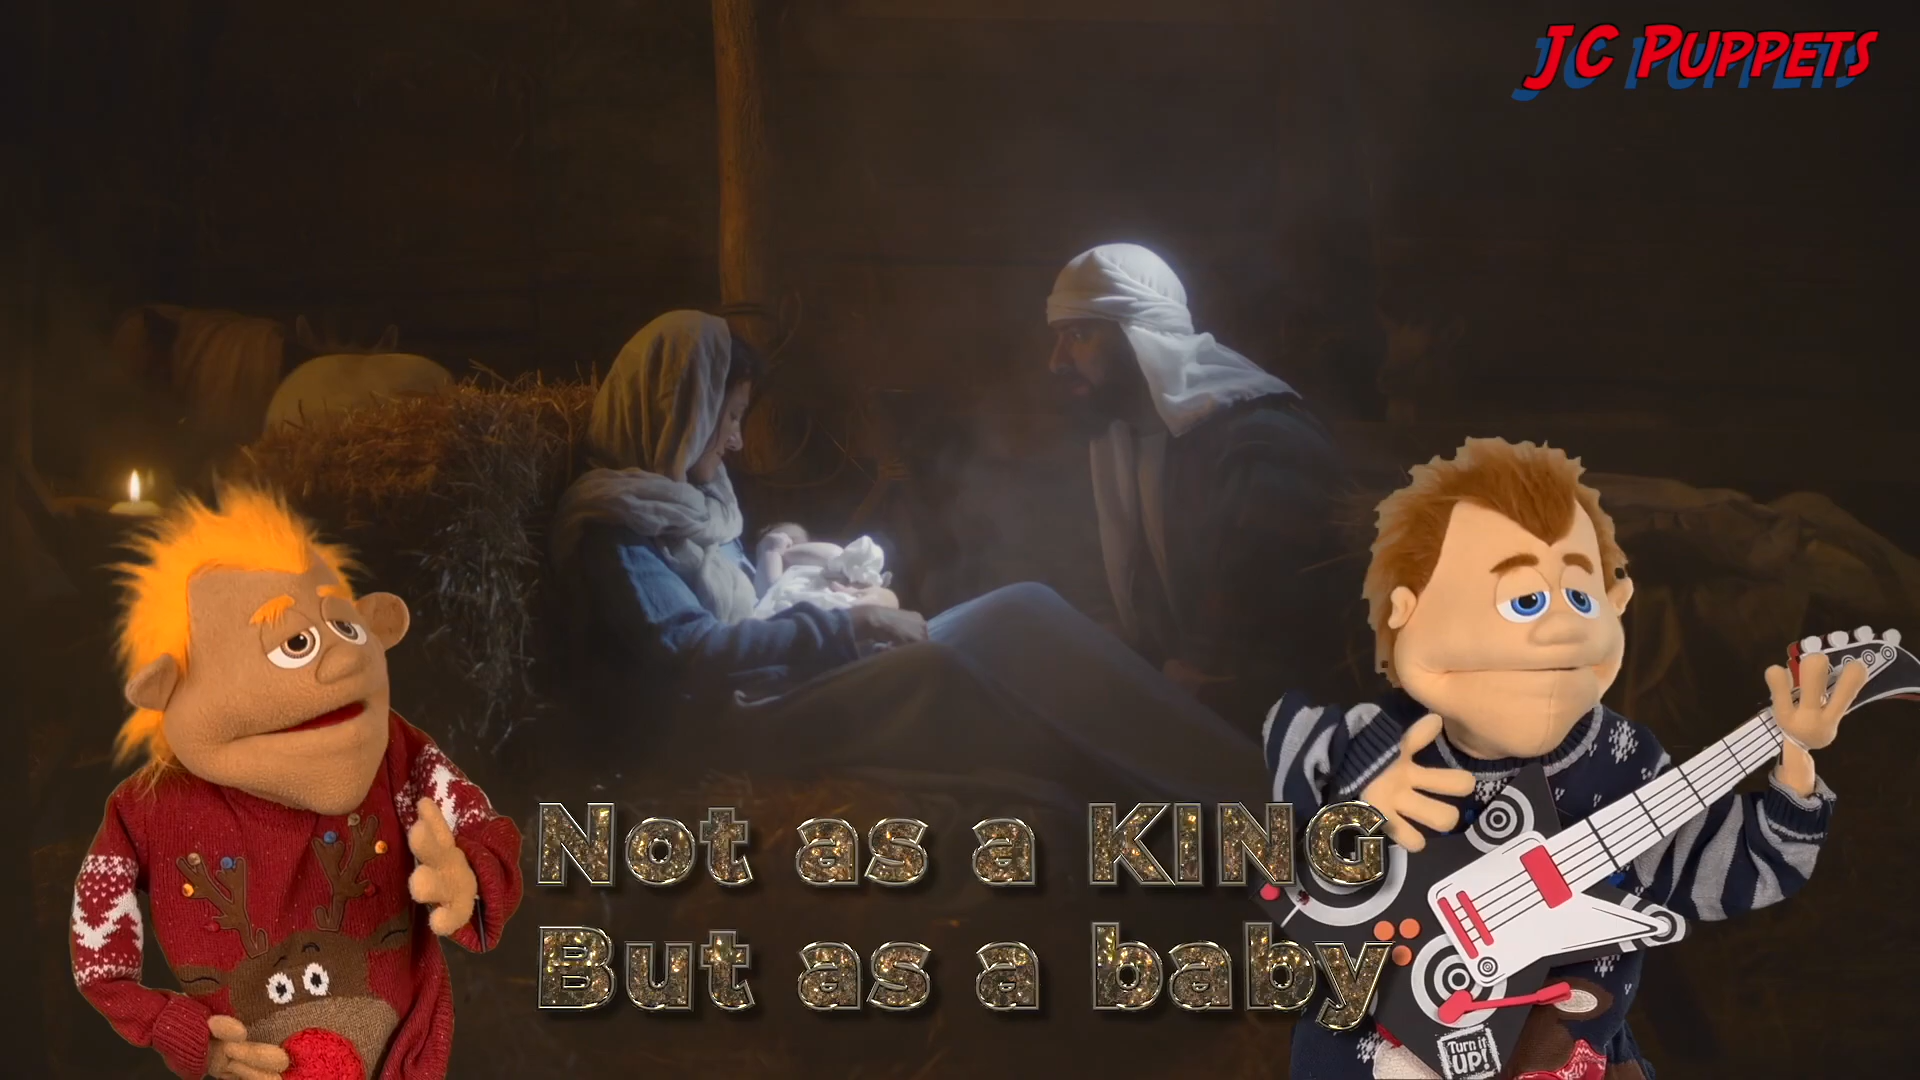 JC Puppets
Not as a KING
But as a baby
Turn it
UP!